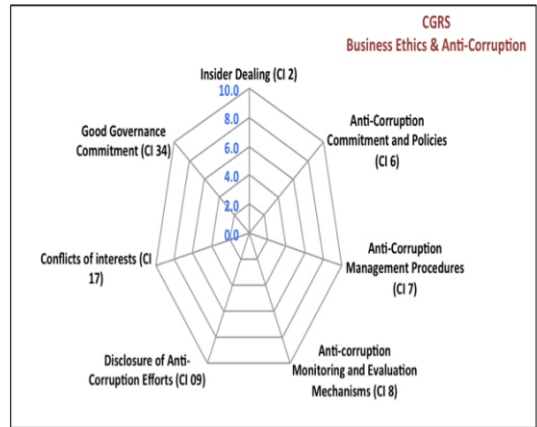 CGRS
Business Ethics & Anti-Corruption
Insider Dealing (CI 2)
10.0
8.0
6.0
4.0
2.0
0.0
Anti-Corruption
Commitment and Policies
(CI 6)
Anti-Corruption
Management Procedures
(CI 7)
Anti-corruption
Monitoring and Evaluation
Mechanisms (CI 8)
Disclosure of Anti-
Corruption Efforts (CI 09)
Conflicts of interests (CI
17)
Good Governance
Commitment (CI 34)